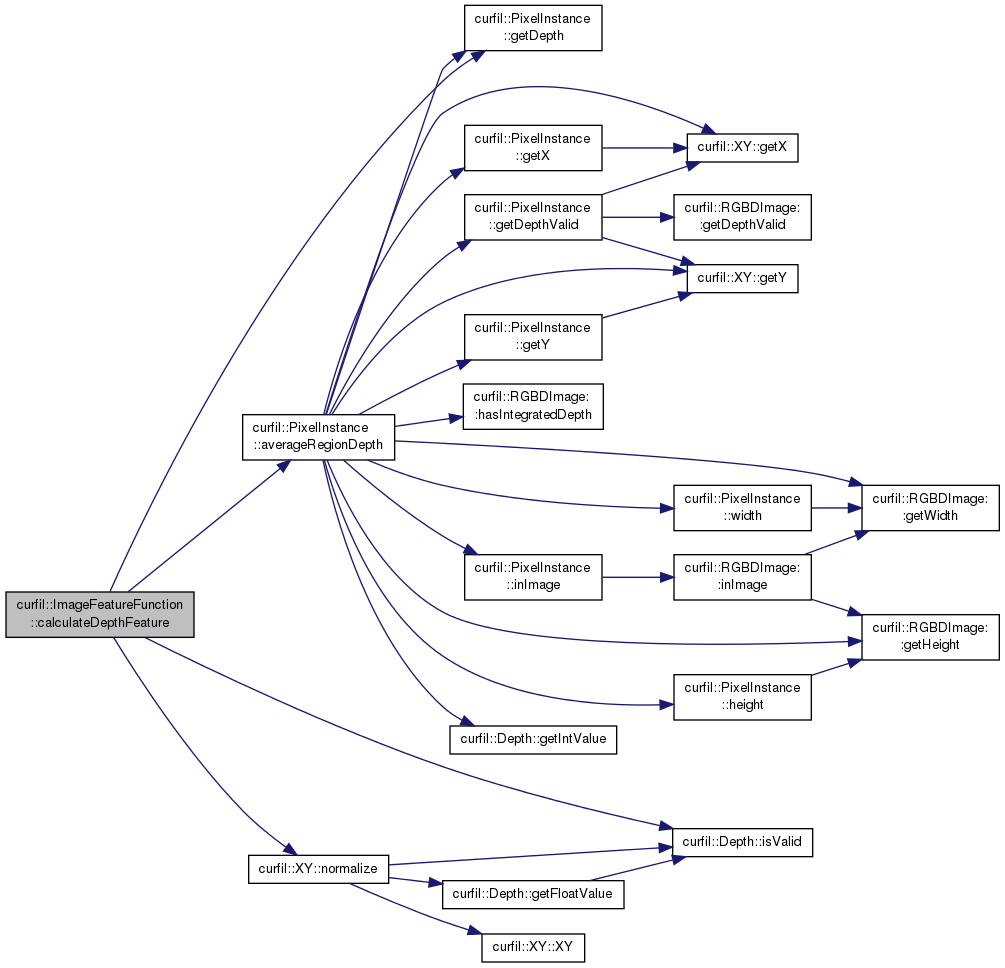 curfil::PixelInstance
::getDepth
curfil::XY::getX
curfil::PixelInstance
::getX
curfil::PixelInstance
::getDepthValid
curfil::RGBDImage:
:getDepthValid
curfil::XY::getY
curfil::PixelInstance
::getY
curfil::RGBDImage:
:hasIntegratedDepth
curfil::PixelInstance
::averageRegionDepth
curfil::PixelInstance
::width
curfil::RGBDImage:
:getWidth
curfil::PixelInstance
::inImage
curfil::RGBDImage:
:inImage
curfil::ImageFeatureFunction
::calculateDepthFeature
curfil::RGBDImage:
:getHeight
curfil::PixelInstance
::height
curfil::Depth::getIntValue
curfil::Depth::isValid
curfil::XY::normalize
curfil::Depth::getFloatValue
curfil::XY::XY